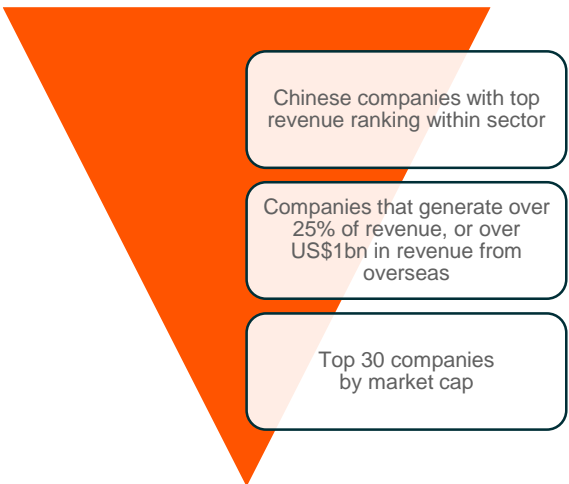 Chinese companies with top
revenue ranking within sector
Companies that generate over
25% of revenue, or over
US$1bn in revenue from
overseas
Top 30 companies
by market cap